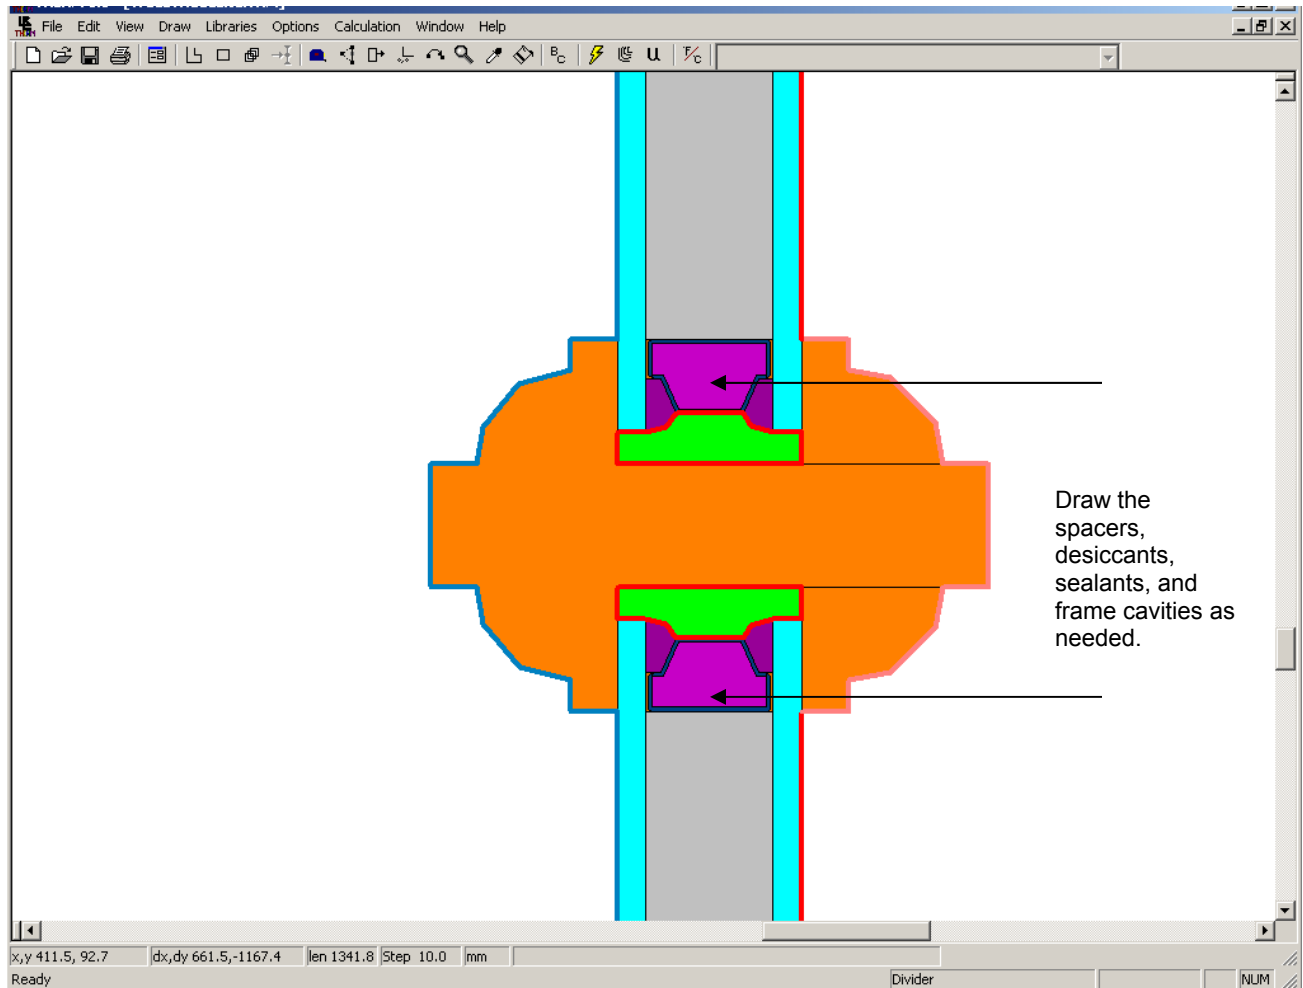 File Edit View Draw Libraries Options Calculation Window Help
Draw the
spacers,
desiccants,
sealants, and
frame cavities as
needed.
x,y 411.5, 92.7 dx,dy 661.5,-1167.4 len 1341.8 Step 10.0 mm
Ready Divider NUM